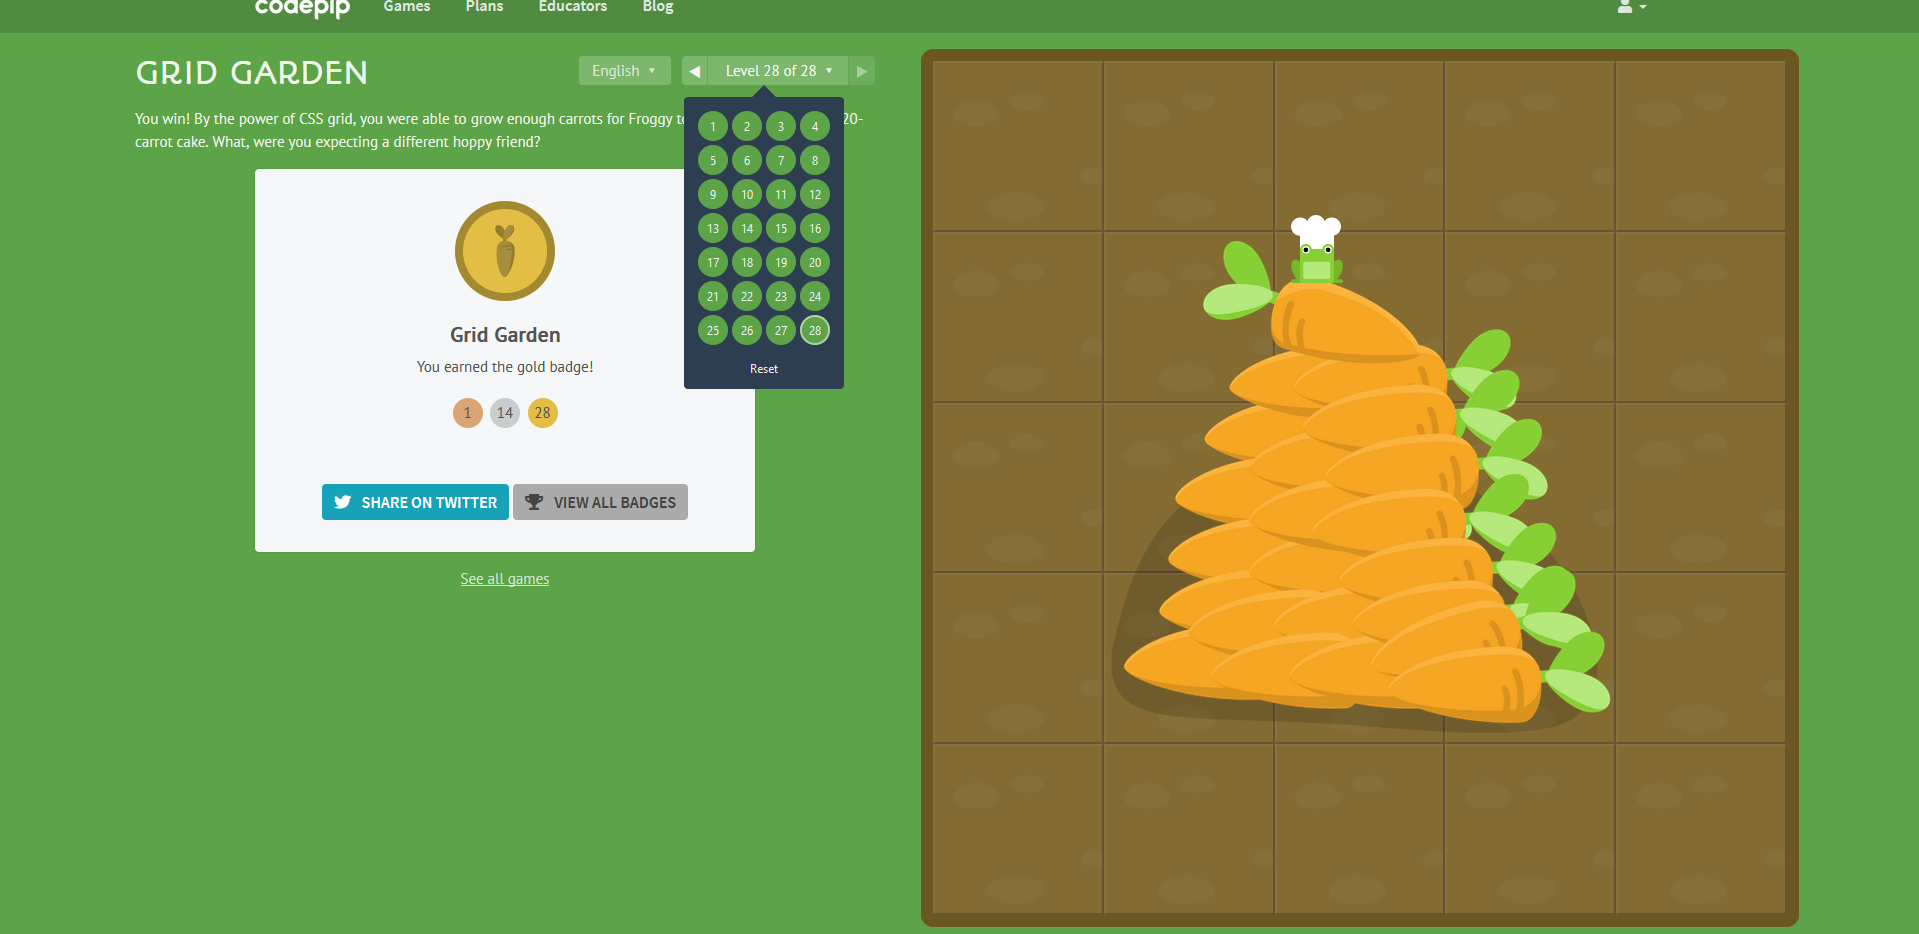 codepip Games Plans Educators Blog
GRID GARDEN
English ▼
◀ Level 28 of 28 ▼ ▶
You win! By the power of CSS grid, you were able to grow enough carrots for Froggy 20-
carrot cake. What, were you expecting a different hoppy friend?
1 2 3 4
5 6 7 8
9 10 11 12
13 14 15 16
17 18 19 20
21 22 23 24
25 26 27 28
Reset
Grid Garden
You earned the gold badge!
1 14 28
SHARE ON TWITTER VIEW ALL BADGES
See all games